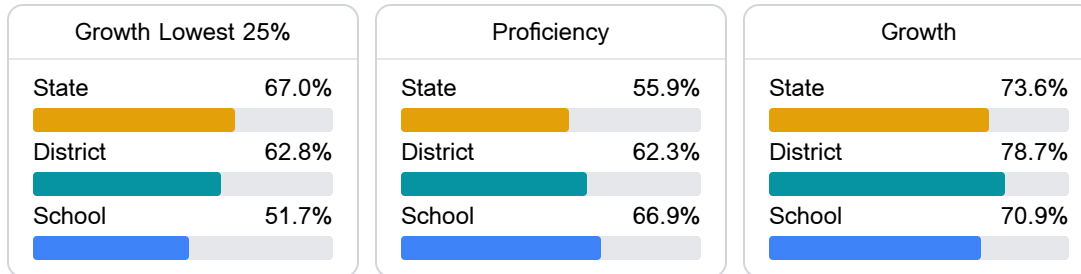 Growth Lowest 25%
State 67.0%
District 62.8%
School 51.7%
Proficiency
State 55.9%
District 62.3%
School 66.9%
Growth
State 73.6%
District 78.7%
School 70.9%